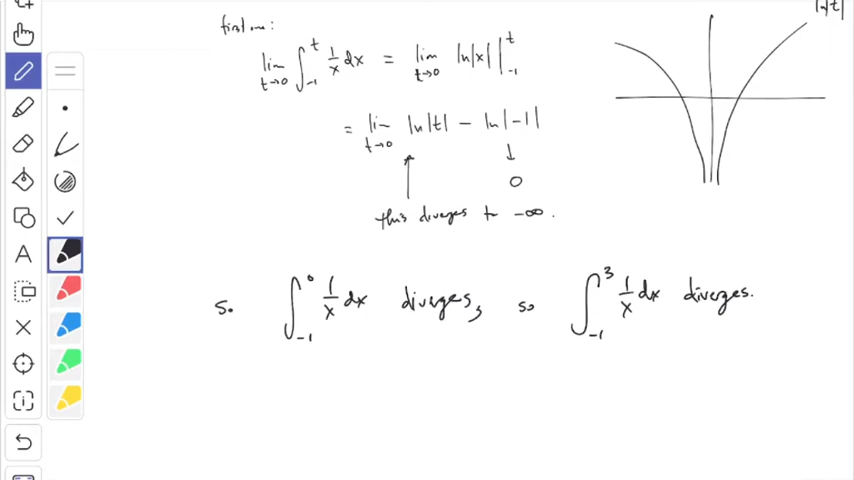 first one:
lim t→0 ∫_{-1}^{t} 1/x dx = lim t→0 ln|x| |_{-1}^{t}
= lim t→0 ln|t| − ln|−1|
0
this diverges to −∞.
so ∫_{-1}^{0} 1/x dx diverges, so ∫_{-1}^{3} 1/x dx diverges.
ln|t|